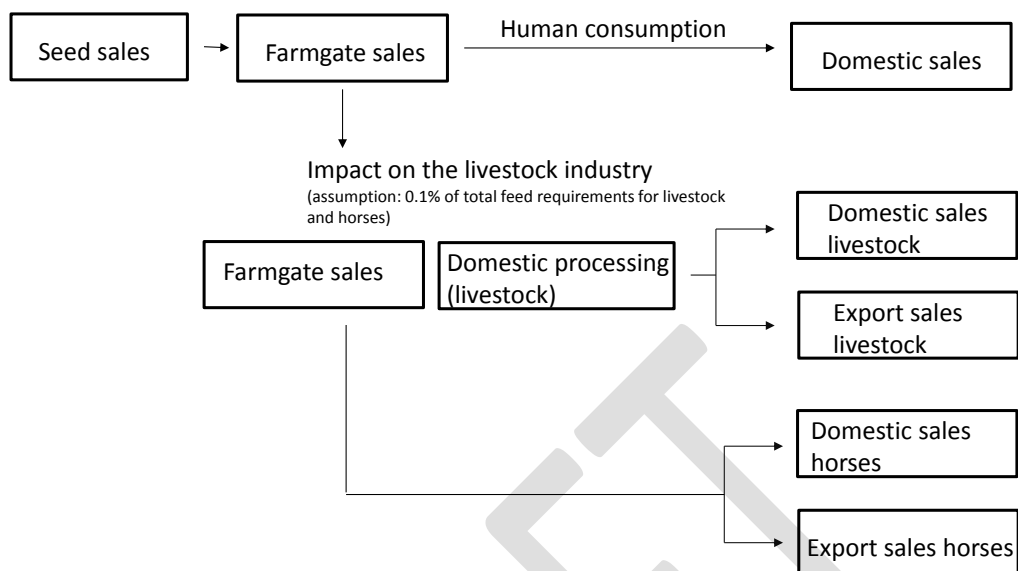 Seed sales
Farmgate sales
Human consumption
Domestic sales
Impact on the livestock industry
(assumption: 0.1% of total feed requirements for livestock
and horses)
Farmgate sales
Domestic processing
(livestock)
Domestic sales
livestock
Export sales
livestock
Domestic sales
horses
Export sales horses